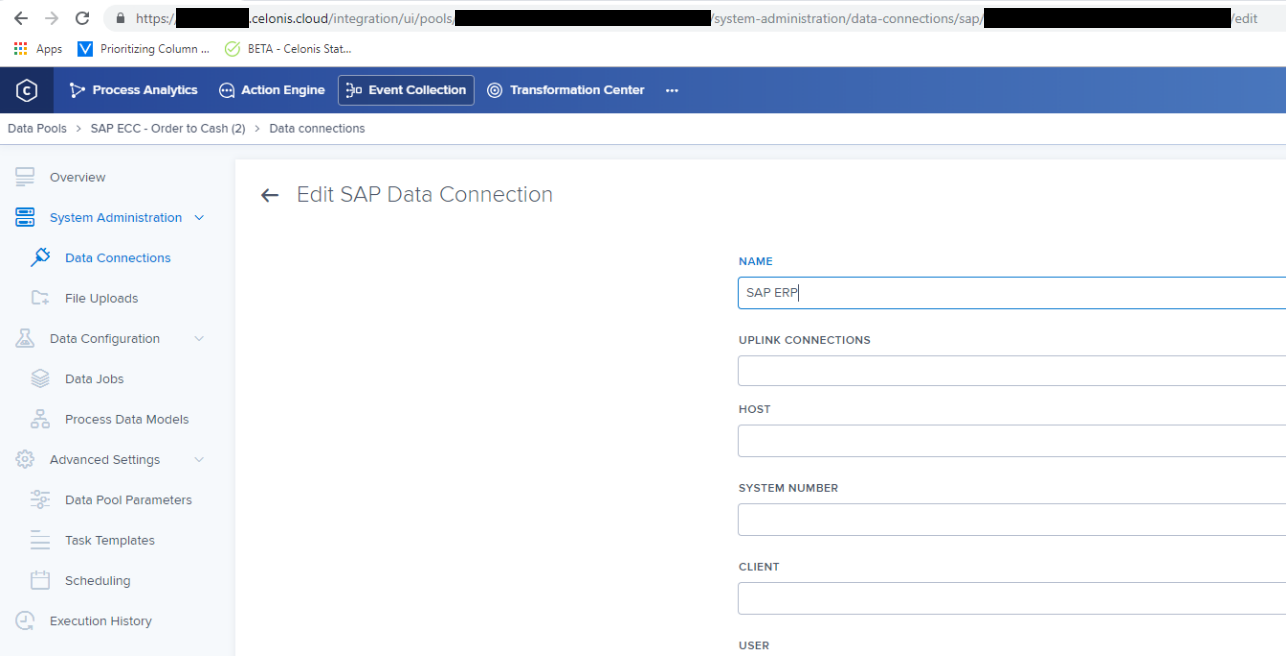 https:/ .celonis.cloud/integration/ui/pools/ /system-administration/data-connections/sap/ /edit
Apps Prioritizing Column ... BETA - Celonis Stat...
C Process Analytics Action Engine Event Collection Transformation Center ...
Data Pools > SAP ECC - Order to Cash (2) > Data connections
Overview
Edit SAP Data Connection
System Administration
Data Connections
File Uploads
Data Configuration
Data Jobs
Process Data Models
Advanced Settings
Data Pool Parameters
Task Templates
Scheduling
Execution History
NAME
SAP ERP
UPLINK CONNECTIONS
HOST
SYSTEM NUMBER
CLIENT
USER